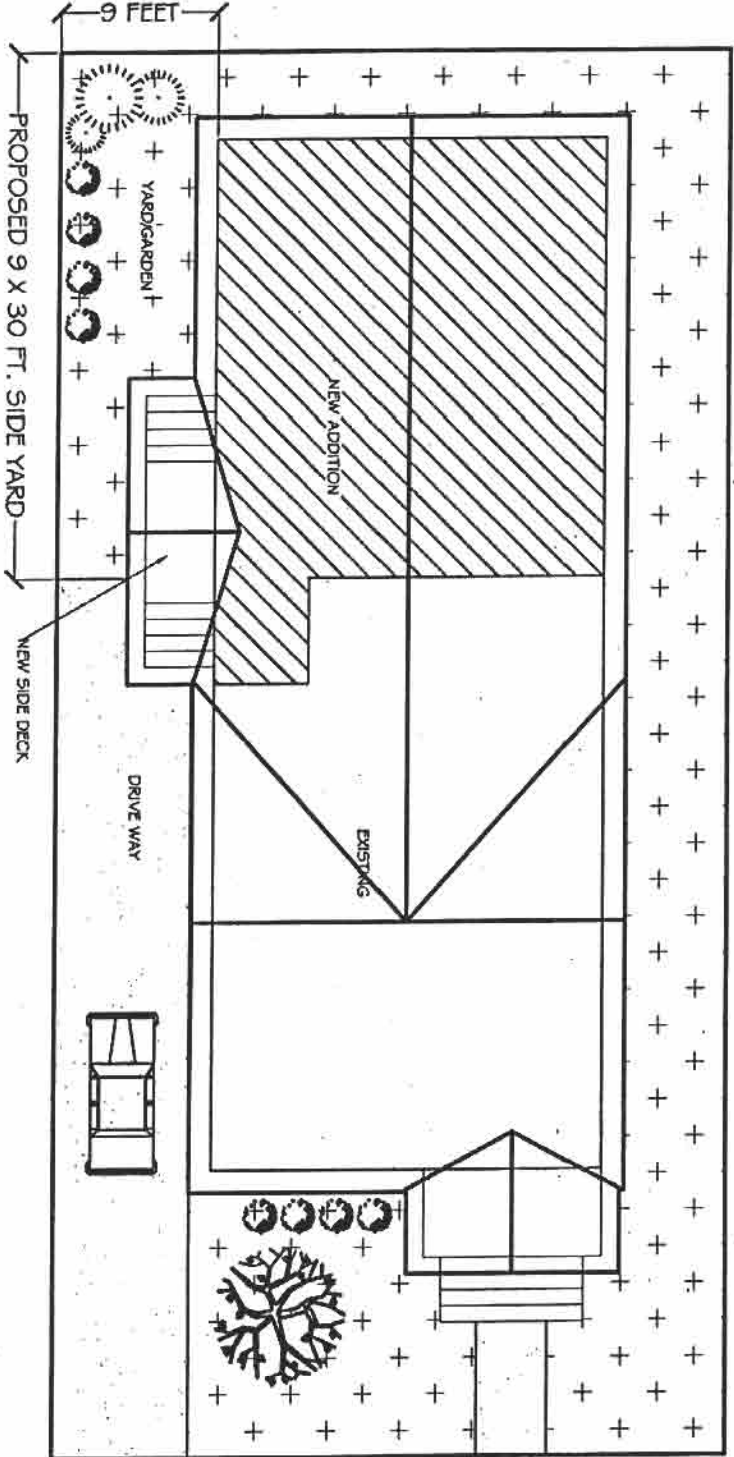 9 FEET
PROPOSED 9 X 30 FT. SIDE YARD
YARD/GARDEN
NEW ADDITION
NEW SIDE DECK
DRIVE WAY
EXISTING